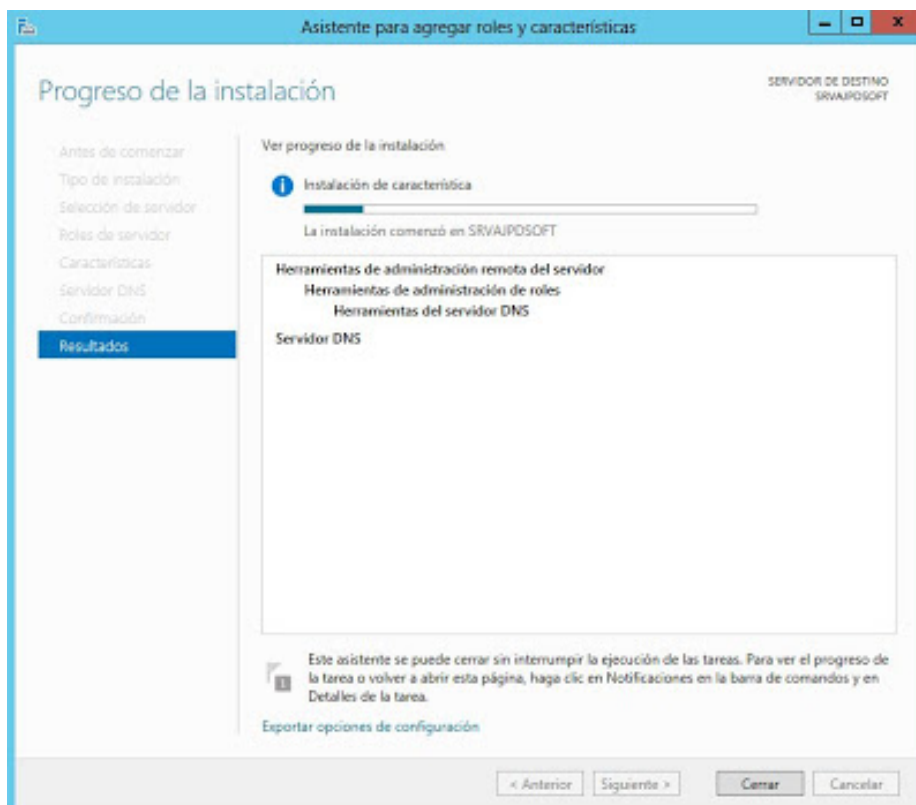 Asistente para agregar roles y características
Progreso de la instalación
SERVIDOR DE DESTINO
SRVAJPDSOFT
Antes de comenzar
Tipo de instalación
Selección de servidor
Roles de servidor
Características
Servidor DNS
Confirmación
Resultados
Ver progreso de la instalación
Instalación de característica
La instalación comenzó en SRVAJPDSOFT
Herramientas de administración remota del servidor
Herramientas de administración de roles
Herramientas del servidor DNS
Servidor DNS
1
Este asistente se puede cerrar sin interrumpir la ejecución de las tareas. Para ver el progreso de
la tarea o volver a abrir esta página, haga clic en Notificaciones en la barra de comandos y en
Detalles de la tarea.
Exportar opciones de configuración
< Anterior
Siguiente >
Cerrar
Cancelar